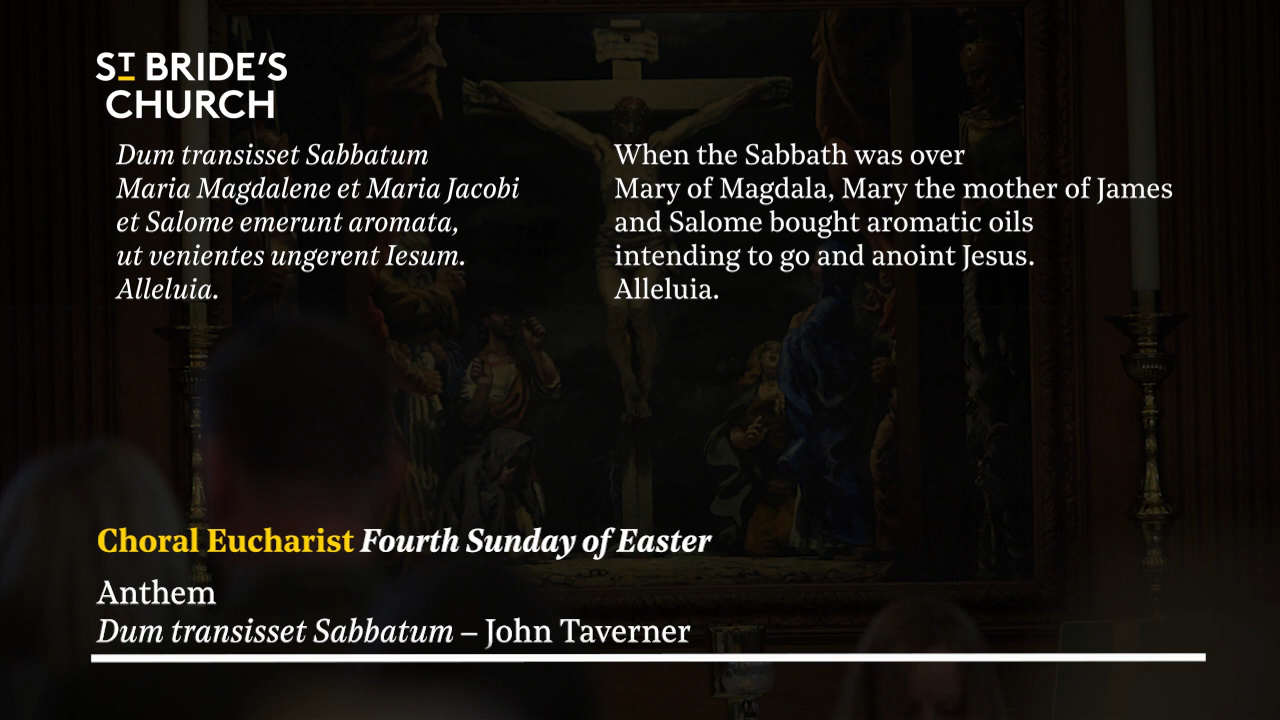 ST BRIDE'S
CHURCH
Dum transisset Sabbatum
Maria Magdalene et Maria Jacobi
et Salome emerunt aromata,
ut venientes ungerent Iesum.
Alleluia.
When the Sabbath was over
Mary of Magdala, Mary the mother of James
and Salome bought aromatic oils
intending to go and anoint Jesus.
Alleluia.
Choral Eucharist Fourth Sunday of Easter
Anthem
Dum transisset Sabbatum – John Taverner